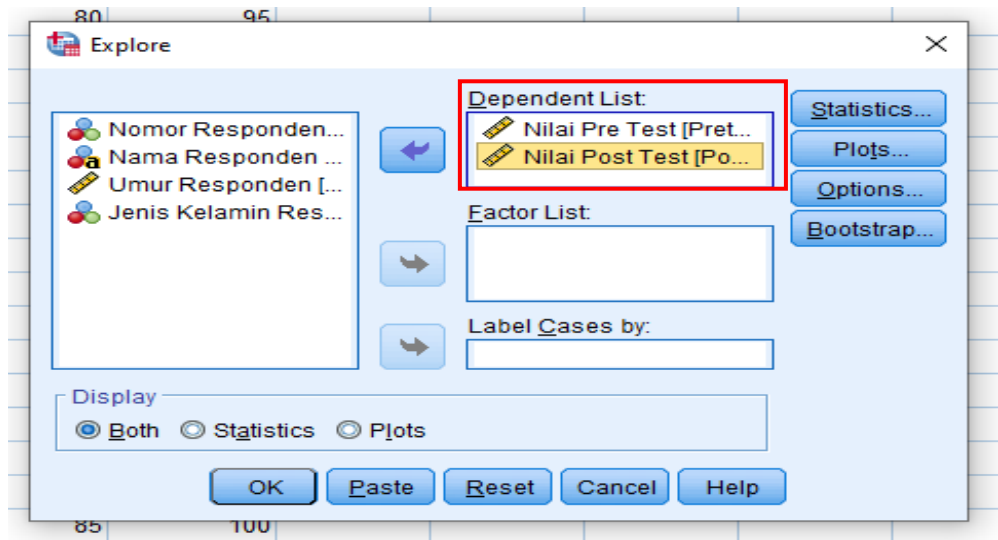 80 95
Explore
Dependent List:
Nomor Responden...
Nama Responden ...
Umur Responden [...
Jenis Kelamin Res...
Nilai Pre Test [Pret...
Nilai Post Test [Po...
Statistics...
Plots...
Options...
Bootstrap...
Factor List:
Label Cases by:
Display
Both Statistics Plots
OK Paste Reset Cancel Help
85 100